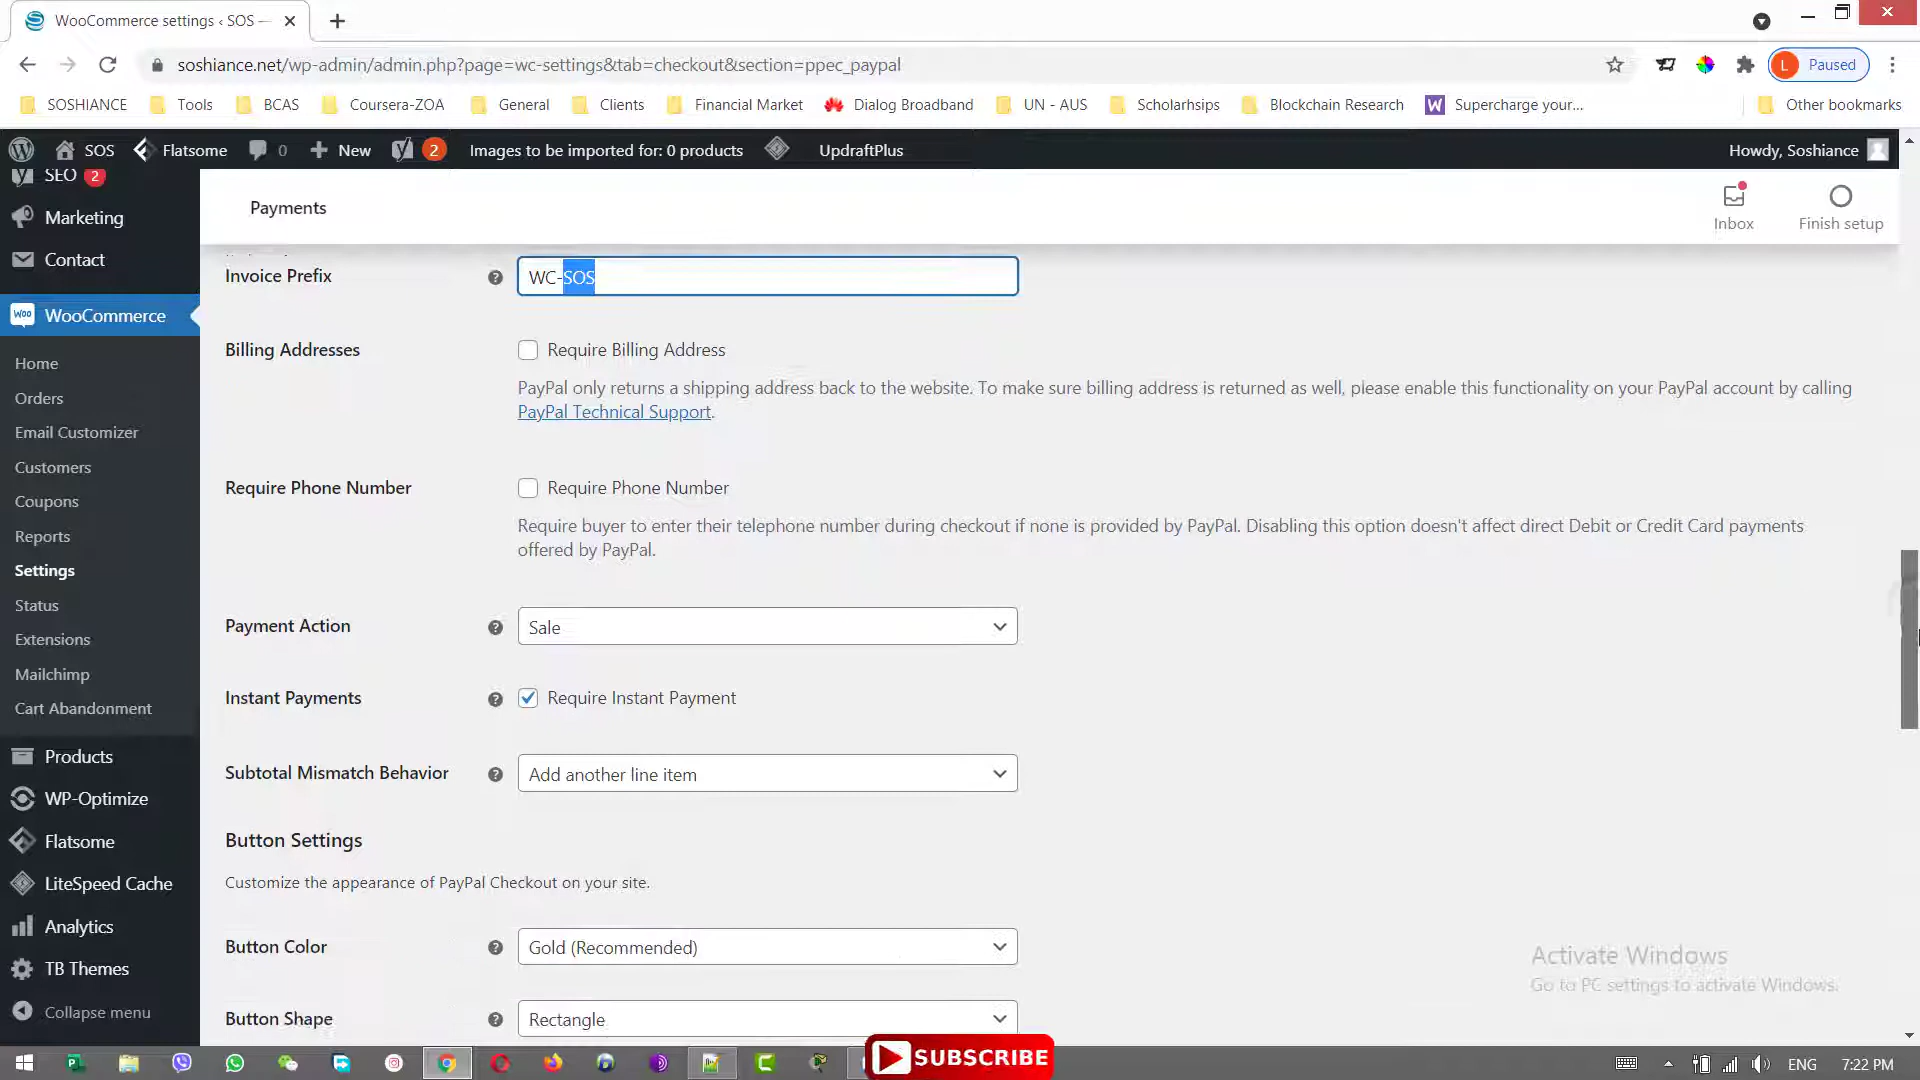 WooCommerce settings ‹ SOS —
soshiance.net/wp-admin/admin.php?page=wc-settings&tab=checkout&section=ppec_paypal
L Paused
SOSHIANCE Tools BCAS Coursera-ZOA General Clients Financial Market Dialog Broadband UN - AUS Scholarhsips Blockchain Research W Supercharge your... Other bookmarks
SOS Flatsome 0 New 2 Images to be imported for: 0 products UpdraftPlus Howdy, Soshiance
SEO 2
Marketing
Contact
Woo WooCommerce
Home
Orders
Email Customizer
Customers
Coupons
Reports
Settings
Status
Extensions
Mailchimp
Cart Abandonment
Products
WP-Optimize
Flatsome
LiteSpeed Cache
Analytics
TB Themes
Collapse menu
Payments
Inbox
Finish setup
Invoice Prefix ? WC-SOS
Billing Addresses Require Billing Address
PayPal only returns a shipping address back to the website. To make sure billing address is returned as well, please enable this functionality on your PayPal account by calling
PayPal Technical Support.
Require Phone Number Require Phone Number
Require buyer to enter their telephone number during checkout if none is provided by PayPal. Disabling this option doesn't affect direct Debit or Credit Card payments
offered by PayPal.
Payment Action ? Sale
Instant Payments ? Require Instant Payment
Subtotal Mismatch Behavior ? Add another line item
Button Settings
Customize the appearance of PayPal Checkout on your site.
Button Color ? Gold (Recommended)
Button Shape ? Rectangle
Activate Windows
Go to PC settings to activate Windows.
SUBSCRIBE
ENG 7:22 PM